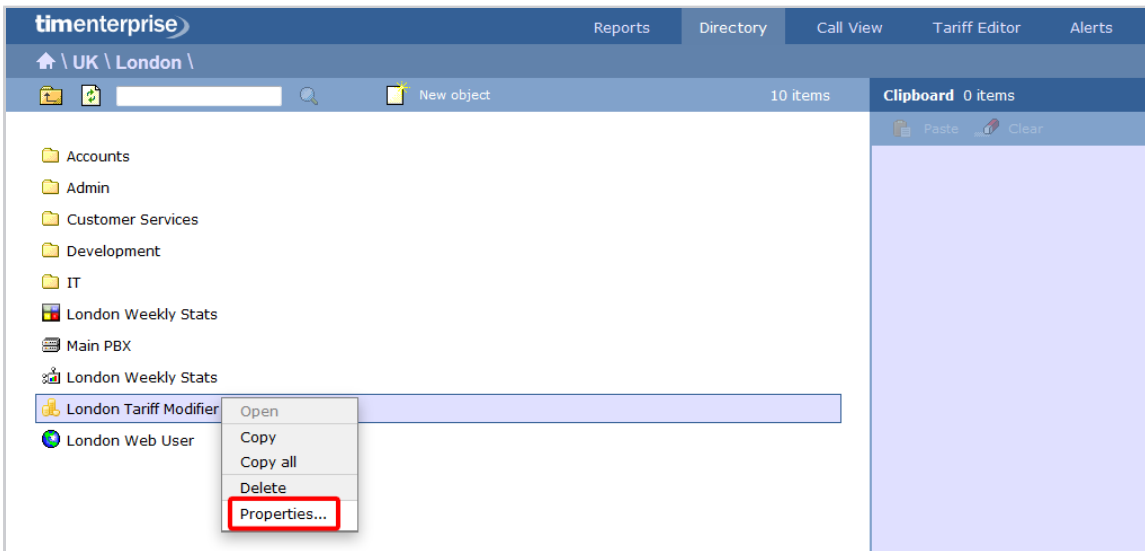 timenterprise
Reports Directory Call View Tariff Editor Alerts
\ UK \ London \
New object 10 items Clipboard 0 items
Paste Clear
Accounts
Admin
Customer Services
Development
IT
London Weekly Stats
Main PBX
London Weekly Stats
London Tariff Modifier
Open
London Web User
Copy
Copy all
Delete
Properties...